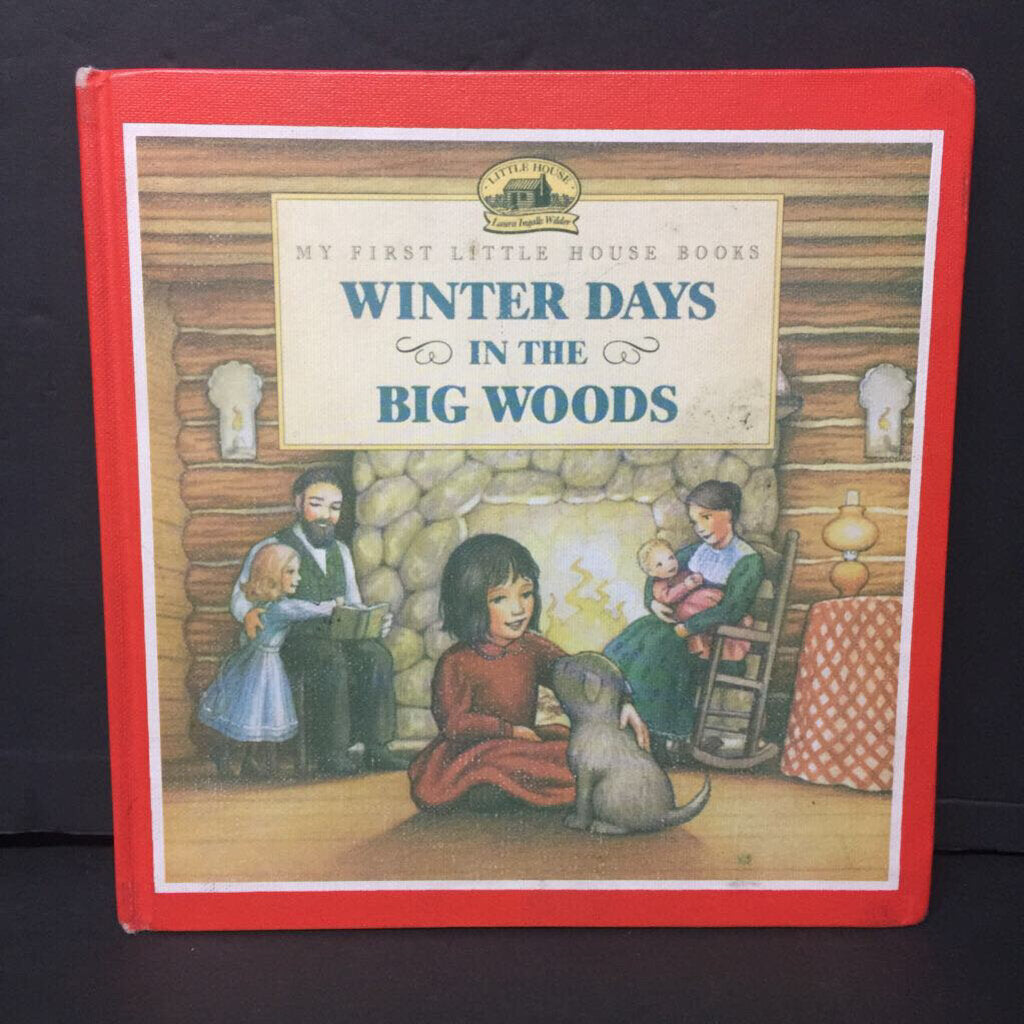 LITTLE HOUSE
Laura Ingalls Wilder
MY FIRST LITTLE HOUSE BOOKS
WINTER DAYS
IN THE
BIG WOODS